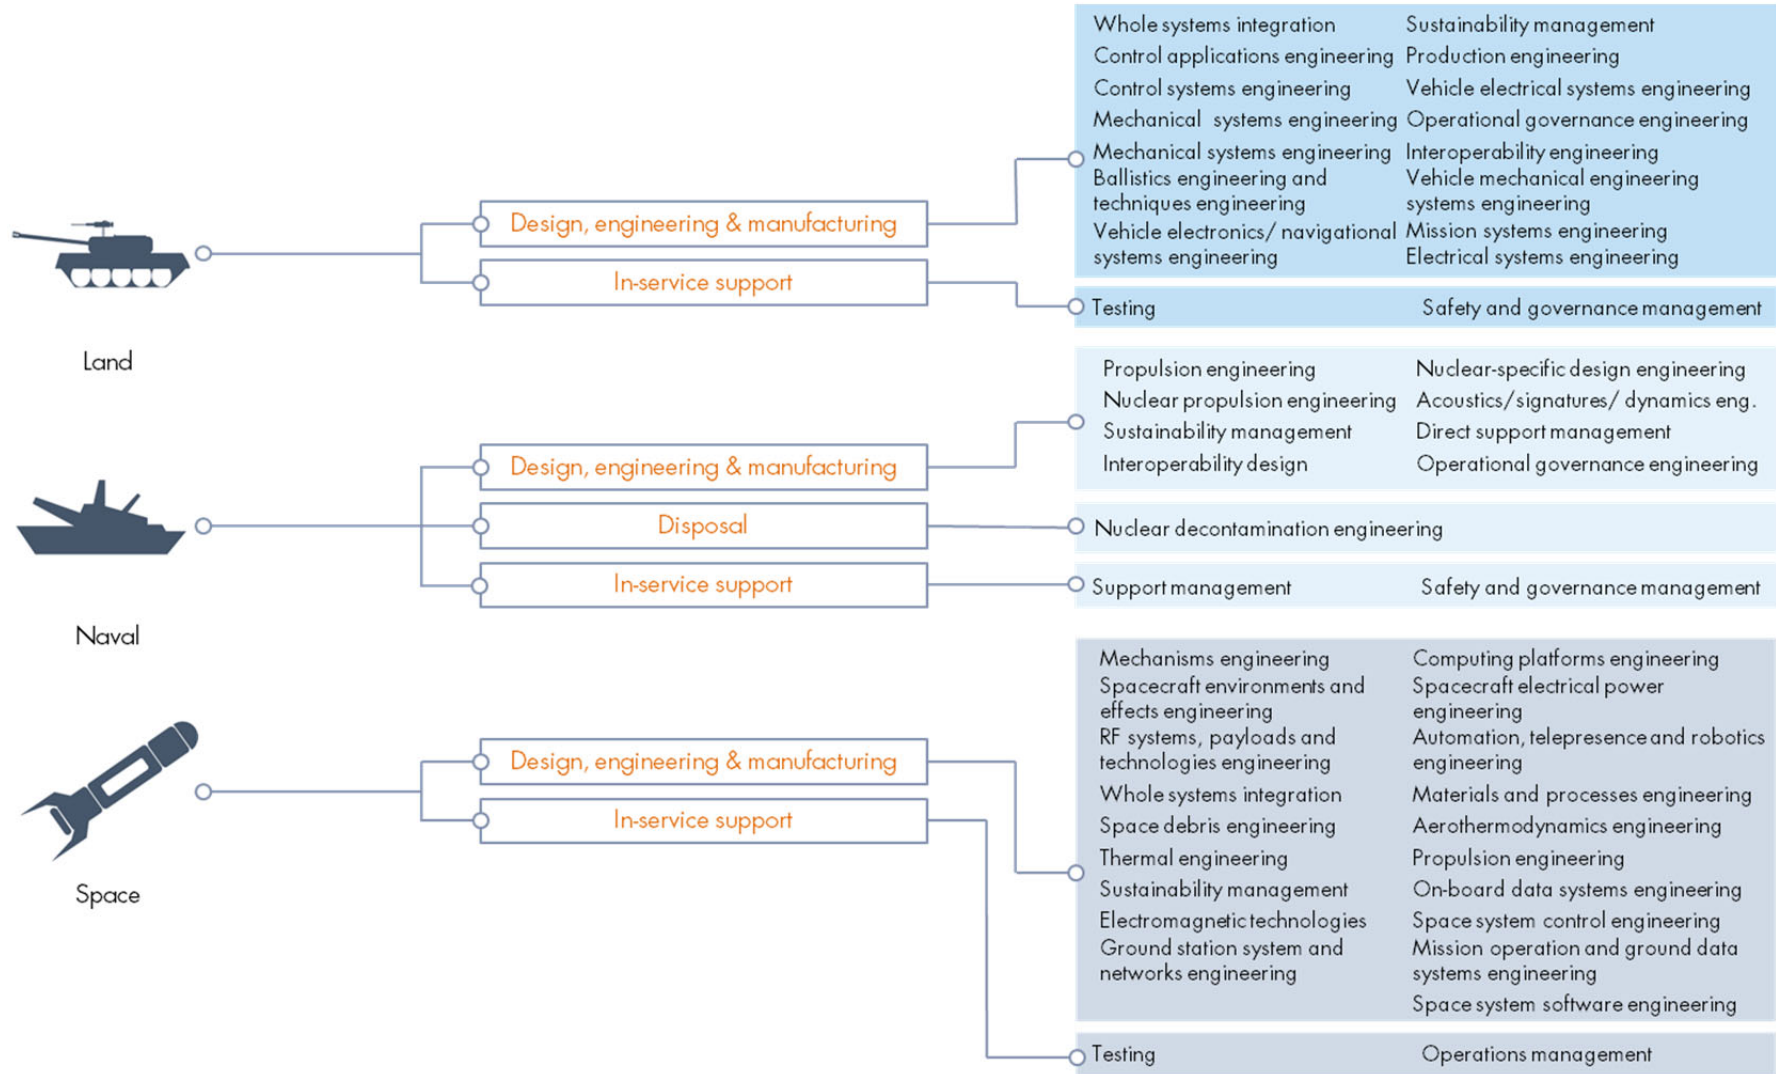 Land
Design, engineering & manufacturing
Whole systems integration
Control applications engineering
Control systems engineering
Mechanical systems engineering
Mechanical systems engineering
Ballistics engineering and
techniques engineering
Vehicle electronics/ navigational
systems engineering
Sustainability management
Production engineering
Vehicle electrical systems engineering
Operational governance engineering
Interoperability engineering
Vehicle mechanical engineering
systems engineering
Mission systems engineering
Electrical systems engineering
In-service support
Testing
Safety and governance management
Naval
Design, engineering & manufacturing
Propulsion engineering
Nuclear propulsion engineering
Sustainability management
Interoperability design
Nuclear-specific design engineering
Acoustics/signatures/ dynamics eng.
Direct support management
Operational governance engineering
Disposal
Nuclear decontamination engineering
In-service support
Support management
Safety and governance management
Space
Design, engineering & manufacturing
Mechanisms engineering
Spacecraft environments and
effects engineering
RF systems, payloads and
technologies engineering
Whole systems integration
Space debris engineering
Thermal engineering
Sustainability management
Electromagnetic technologies
Ground station system and
networks engineering
Computing platforms engineering
Spacecraft electrical power
engineering
Automation, telepresence and robotics
engineering
Materials and processes engineering
Aerothermodynamics engineering
Propulsion engineering
On-board data systems engineering
Space system control engineering
Mission operation and ground data
systems engineering
Space system software engineering
In-service support
Testing
Operations management